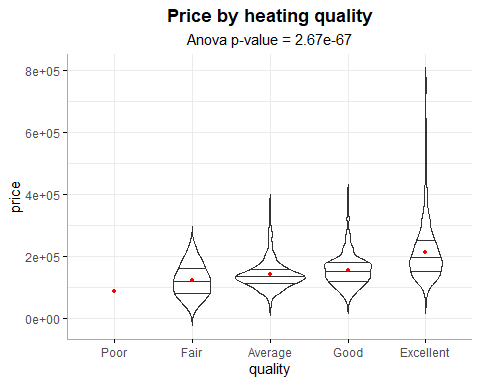 Price by heating quality
Anova p-value = 2.67e-67
price
8e+05
6e+05
4e+05
2e+05
0e+00
Poor Fair Average Good Excellent
quality